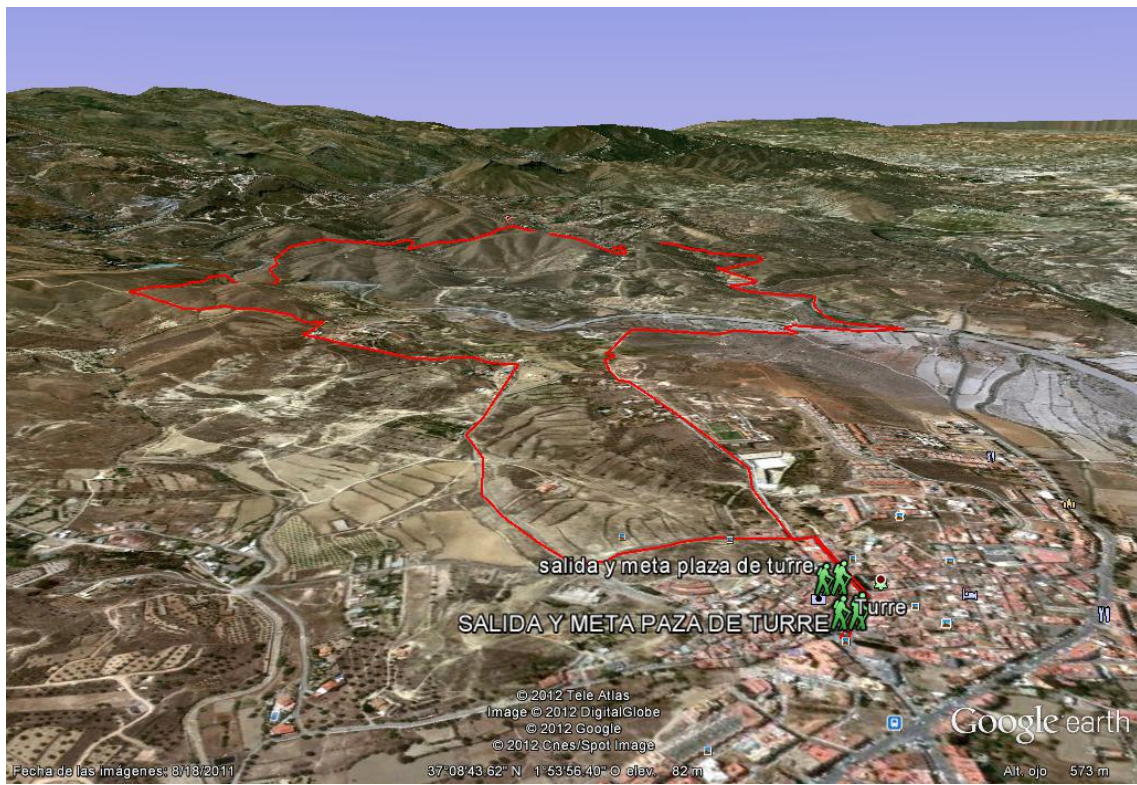 salida y meta plaza de turre
Turre
SALIDA Y META PAZA DE TURRE
© 2012 Tele Atlas
Image © 2012 DigitalGlobe
© 2012 Google
© 2012 Cnes/Spot Image
Google earth
Fecha de las imágenes: 8/18/2011
37°08'43.62" N 1°53'56.40" O elev. 82 m
Alt. ojo 573 m